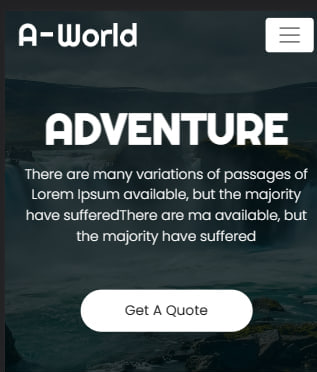 A-World
ADVENTURE
There are many variations of passages of
Lorem Ipsum available, but the majority
have sufferedThere are ma available, but
the majority have suffered
Get A Quote